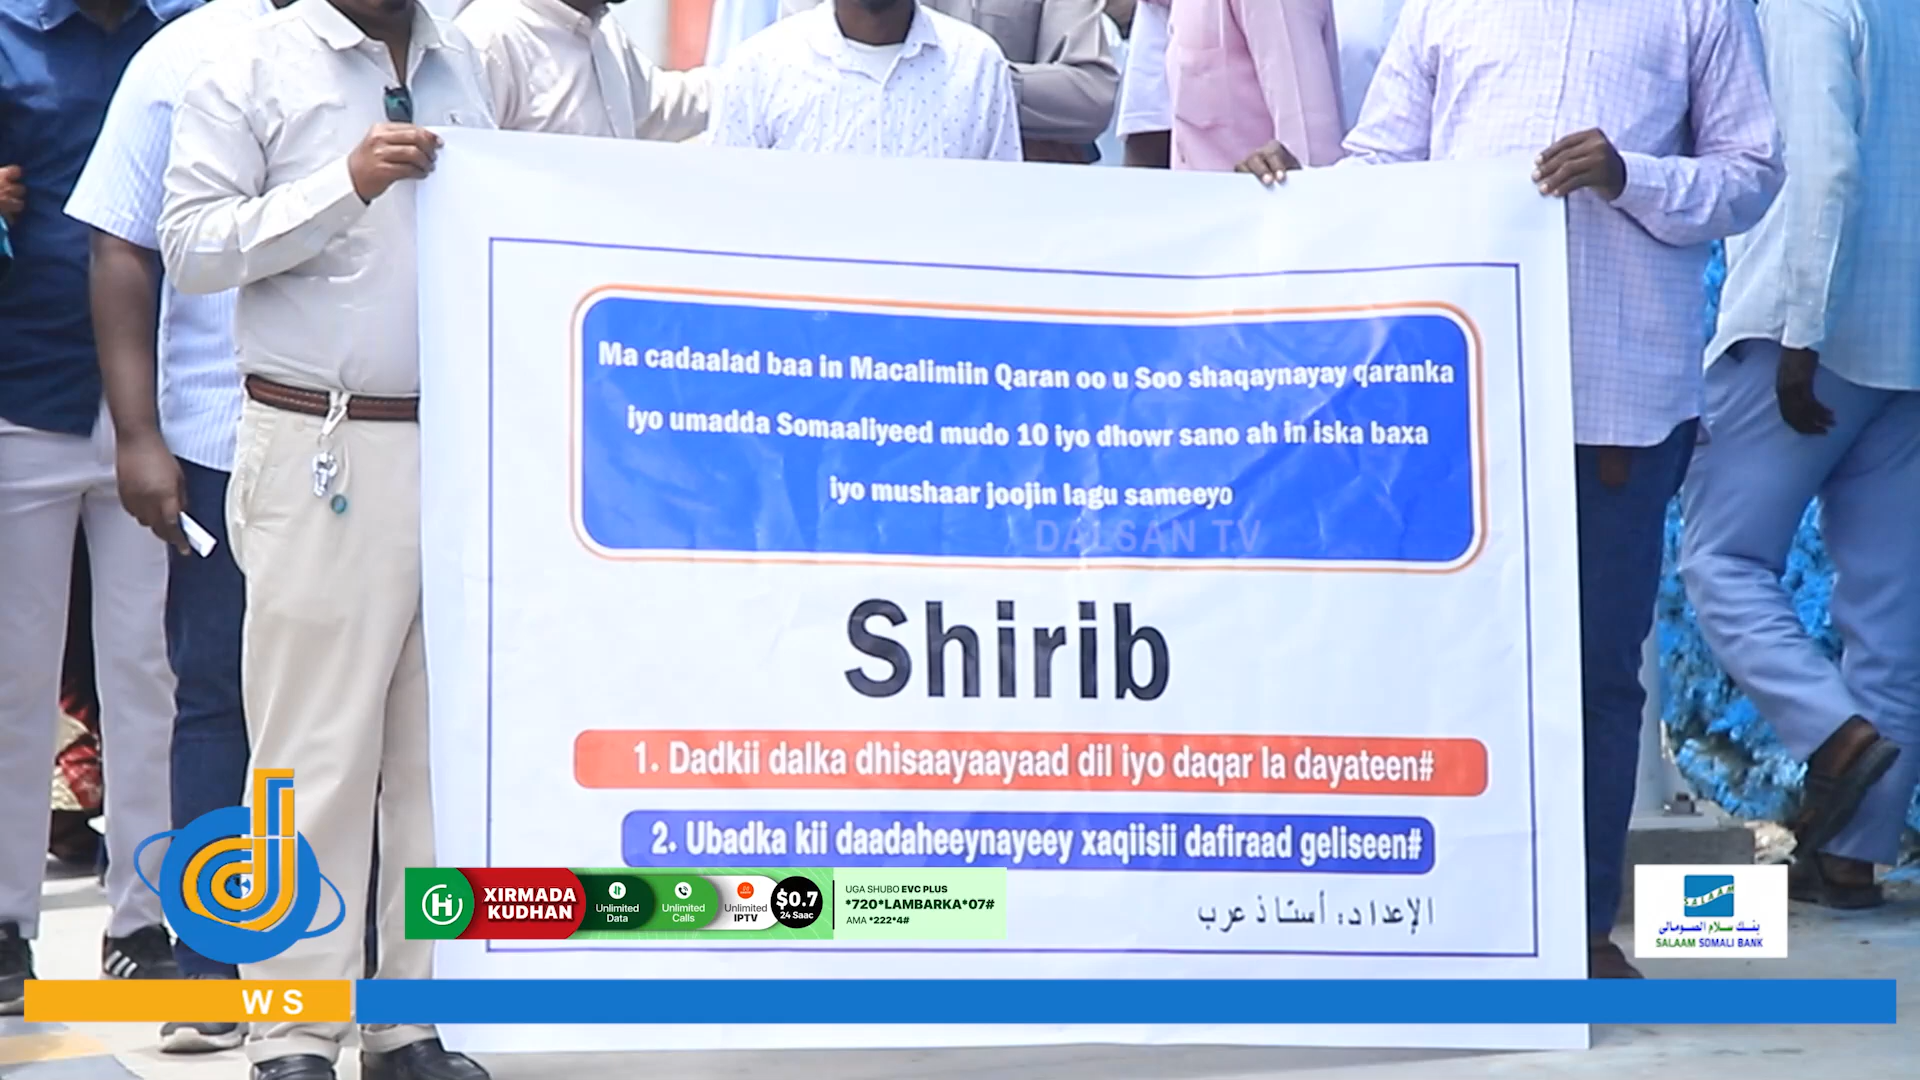 Ma cadaalad baa in Macalimiin Qaran oo u Soo shaqaynayay qaranka
iyo umadda Somaaliyeed mudo 10 iyo dhowr sano ah in iska baxa
iyo mushaar joojin lagu sameeyo
DALSAN TV
Shirib
1. Dadkii dalka dhisaayaayaad dil iyo daqar la dayateen#
2. Ubadka kii daadaheeynayeey xaqiisii dafiraad geliseen#
الإعداد: أستاذ عرب
H
XIRMADA
KUDHAN
Unlimited
Data
Unlimited
Calls
Unlimited
IPTV
$0.7
24 Saac
UGA SHUBO EVC PLUS
*720*LAMBARKA*07#
AMA *222*4#
SALAAM
بنك سلام الصومالي
SALAAM SOMALI BANK
WS